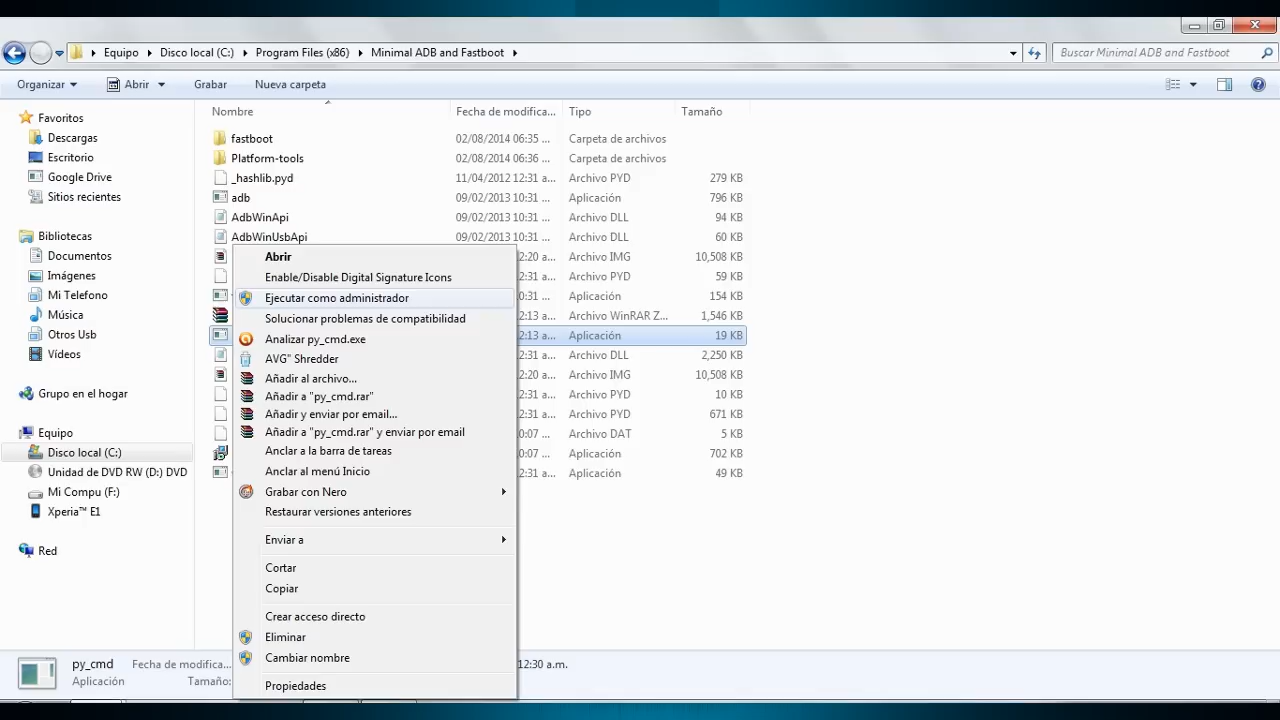 Equipo
Disco local (C:)
Program Files (x86)
Minimal ADB and Fastboot
Buscar Minimal ADB and Fastboot
Organizar
Abrir
Grabar
Nueva carpeta
Nombre
Fecha de modifica...
Tipo
Tamaño
Favoritos
Descargas
Escritorio
Google Drive
Sitios recientes
Bibliotecas
Documentos
Imágenes
Mi Telefono
Música
Otros Usb
Vídeos
Grupo en el hogar
Equipo
Disco local (C:)
Unidad de DVD RW (D:) DVD
Mi Compu (F:)
Xperia™ E1
Red
fastboot 02/08/2014 06:35 ... Carpeta de archivos
Platform-tools 02/08/2014 06:36 ... Carpeta de archivos
_hashlib.pyd 11/04/2012 12:31 a... Archivo PYD 279 KB
adb 09/02/2013 10:31 ... Aplicación 796 KB
AdbWinApi 09/02/2013 10:31 ... Archivo DLL 94 KB
AdbWinUsbApi 09/02/2013 10:31 ... Archivo DLL 60 KB
2:20 a... Archivo IMG 10,508 KB
2:31 a... Archivo PYD 59 KB
0:31 ... Aplicación 154 KB
2:13 a... Archivo WinRAR Z... 1,546 KB
2:13 a... Aplicación 19 KB
2:31 a... Archivo DLL 2,250 KB
2:20 a... Archivo IMG 10,508 KB
2:31 a... Archivo PYD 10 KB
2:31 a... Archivo PYD 671 KB
0:07 ... Archivo DAT 5 KB
0:07 ... Aplicación 702 KB
2:31 a... Aplicación 49 KB
Abrir
Enable/Disable Digital Signature Icons
Ejecutar como administrador
Solucionar problemas de compatibilidad
Analizar py_cmd.exe
AVG" Shredder
Añadir al archivo...
Añadir a "py_cmd.rar"
Añadir y enviar por email...
Añadir a "py_cmd.rar" y enviar por email
Anclar a la barra de tareas
Anclar al menú Inicio
Grabar con Nero
Restaurar versiones anteriores
Enviar a
Cortar
Copiar
Crear acceso directo
Eliminar
Cambiar nombre
Propiedades
py_cmd Fecha de modifica... 12:30 a.m.
Aplicación Tamaño: